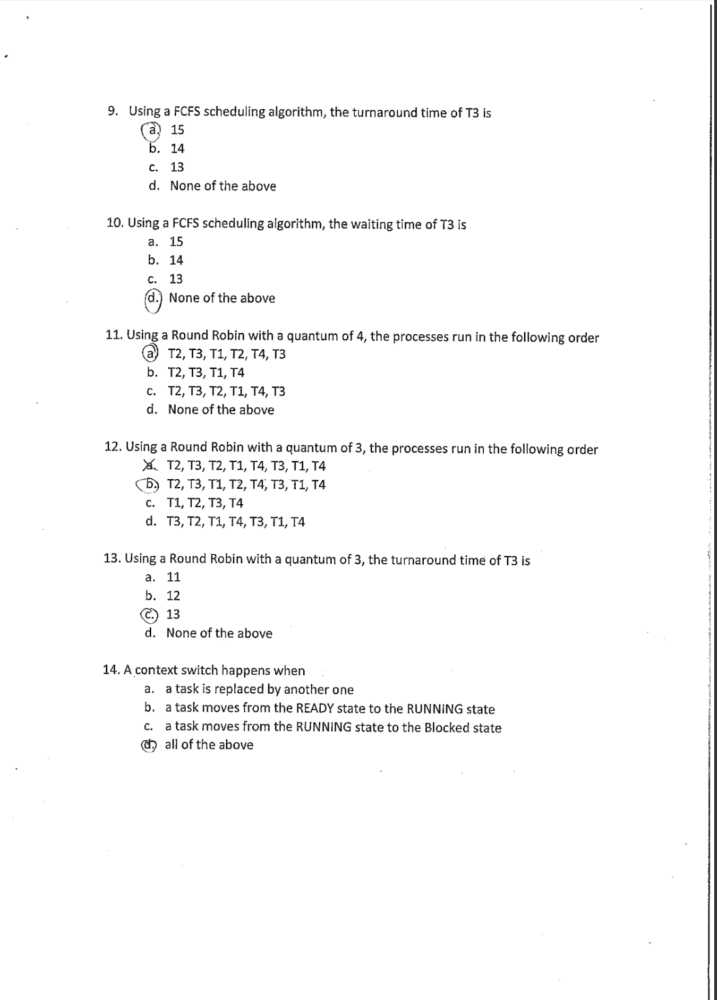 9. Using a FCFS scheduling algorithm, the turnaround time of T3 is
a. 15
b. 14
c. 13
d. None of the above
10. Using a FCFS scheduling algorithm, the waiting time of T3 is
a. 15
b. 14
c. 13
d. None of the above
11. Using a Round Robin with a quantum of 4, the processes run in the following order
a. T2, T3, T1, T2, T4, T3
b. T2, T3, T1, T4
c. T2, T3, T2, T1, T4, T3
d. None of the above
12. Using a Round Robin with a quantum of 3, the processes run in the following order
a. T2, T3, T2, T1, T4, T3, T1, T4
b. T2, T3, T1, T2, T4, T3, T1, T4
c. T1, T2, T3, T4
d. T3, T2, T1, T4, T3, T1, T4
13. Using a Round Robin with a quantum of 3, the turnaround time of T3 is
a. 11
b. 12
c. 13
d. None of the above
14. A context switch happens when
a. a task is replaced by another one
b. a task moves from the READY state to the RUNNING state
c. a task moves from the RUNNING state to the Blocked state
d. all of the above